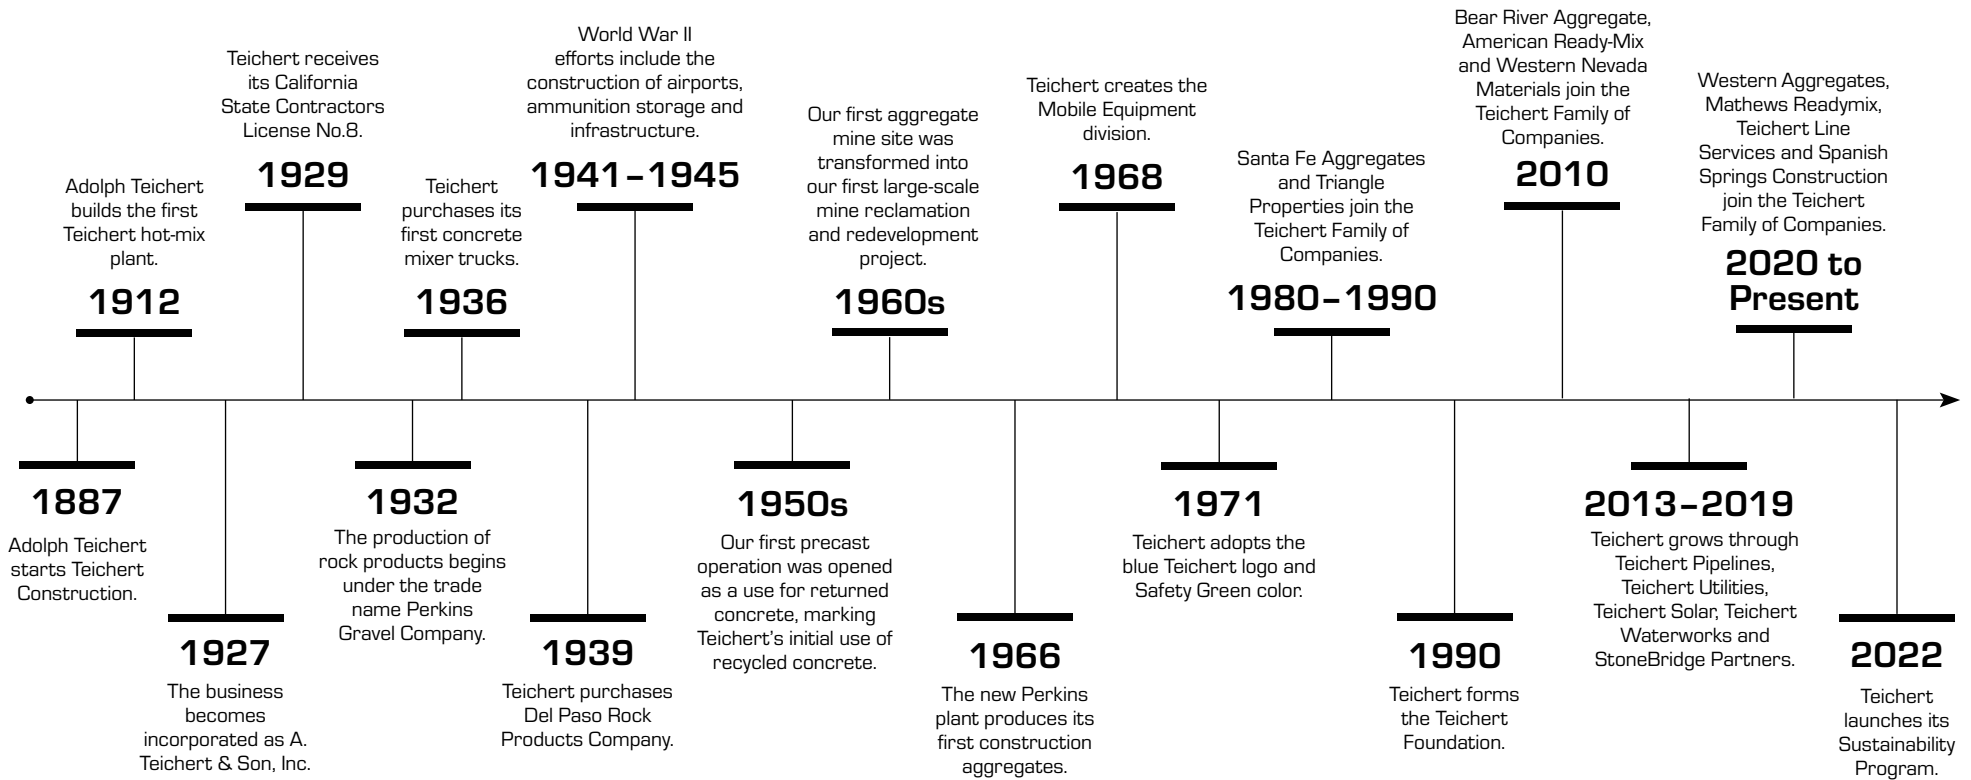 Adolph Teichert
builds the first
Teichert hot-mix
plant.
1912
Teichert receives
its California
State Contractors
License No.8.
1929
Teichert
purchases its
first concrete
mixer trucks.
1936
World War II
efforts include the
construction of airports,
ammunition storage and
infrastructure.
1941–1945
Our first aggregate
mine site was
transformed into
our first large-scale
mine reclamation
and redevelopment
project.
1960s
Teichert creates the
Mobile Equipment
division.
1968
Santa Fe Aggregates
and Triangle
Properties join the
Teichert Family of
Companies.
1980–1990
Bear River Aggregate,
American Ready-Mix
and Western Nevada
Materials join the
Teichert Family of
Companies.
2010
Western Aggregates,
Mathews Readymix,
Teichert Line
Services and Spanish
Springs Construction
join the Teichert
Family of Companies.
2020 to
Present
1887
Adolph Teichert
starts Teichert
Construction.
1927
The business
becomes
incorporated as A.
Teichert & Son, Inc.
1932
The production of
rock products begins
under the trade
name Perkins
Gravel Company.
1939
Teichert purchases
Del Paso Rock
Products Company.
1950s
Our first precast
operation was opened
as a use for returned
concrete, marking
Teichert's initial use of
recycled concrete.
1966
The new Perkins
plant produces its
first construction
aggregates.
1971
Teichert adopts the
blue Teichert logo and
Safety Green color.
1990
Teichert forms
the Teichert
Foundation.
2013–2019
Teichert grows through
Teichert Pipelines,
Teichert Utilities,
Teichert Solar, Teichert
Waterworks and
StoneBridge Partners.
2022
Teichert
launches its
Sustainability
Program.